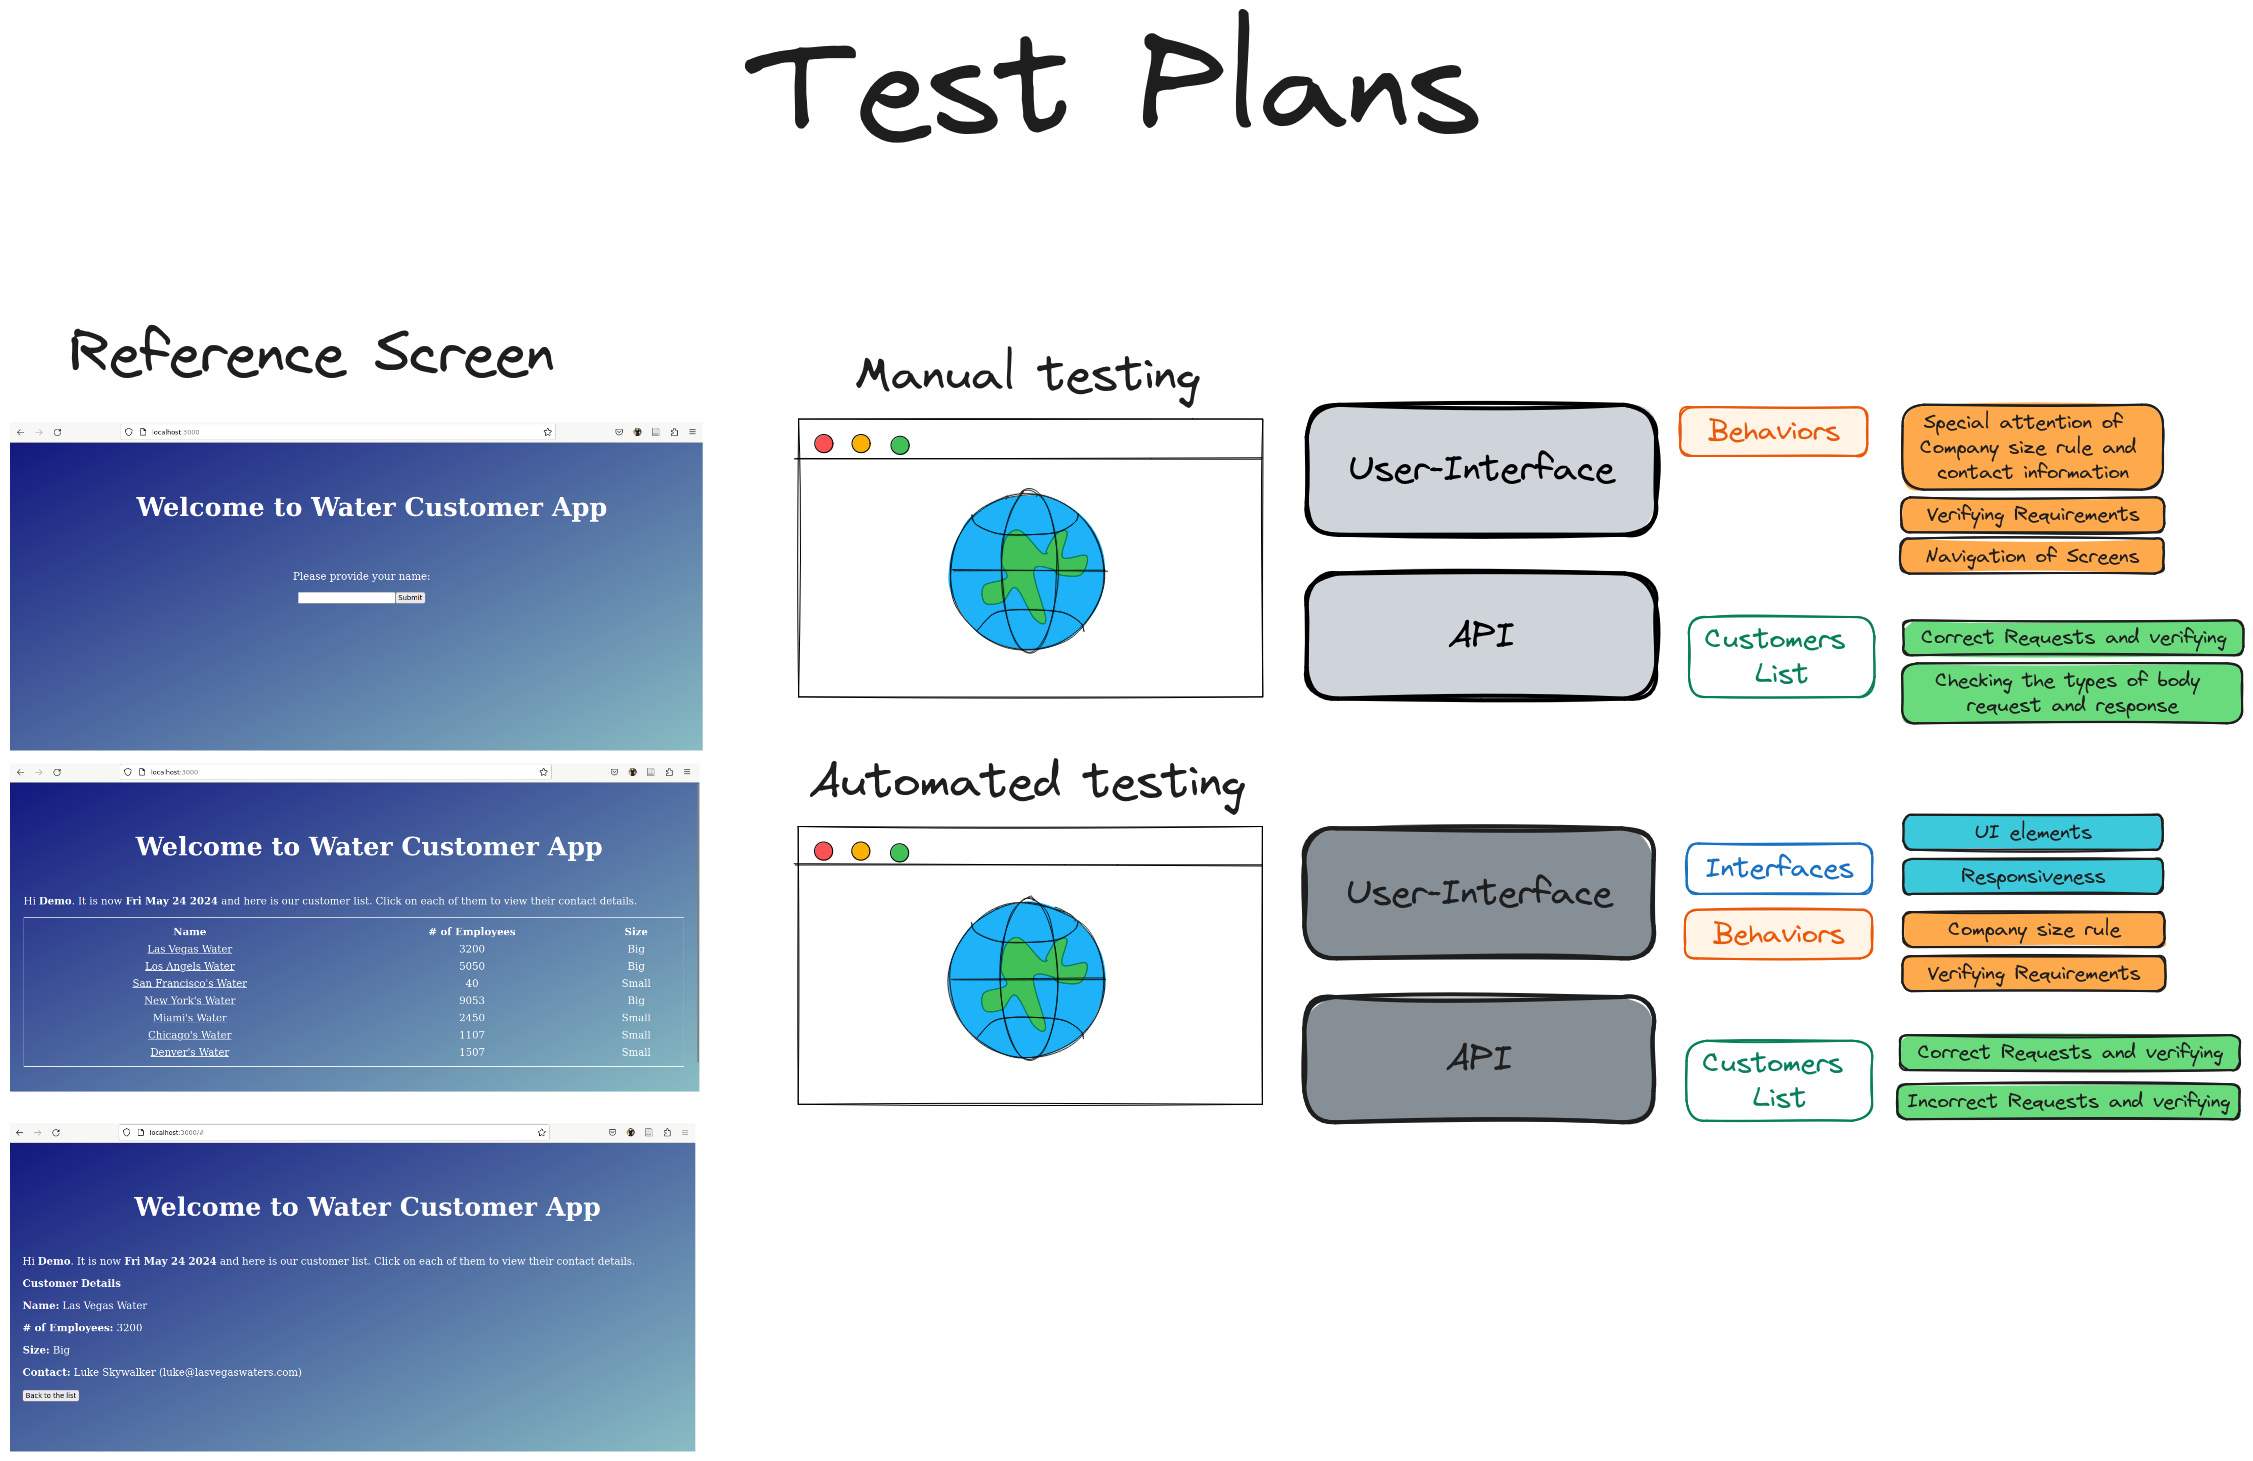 Test Plans
Reference Screen
localhost:3000
Welcome to Water Customer App
Please provide your name:
Submit
localhost:3000
Welcome to Water Customer App
Hi Demo. It is now Fri May 24 2024 and here is our customer list. Click on each of them to view their contact details.
Name # of Employees Size
Las Vegas Water 3200 Big
Los Angels Water 5050 Big
San Francisco's Water 40 Small
New York's Water 9053 Big
Miami's Water 2450 Small
Chicago's Water 1107 Small
Denver's Water 1507 Small
localhost:3000/#
Welcome to Water Customer App
Hi Demo. It is now Fri May 24 2024 and here is our customer list. Click on each of them to view their contact details.
Customer Details
Name: Las Vegas Water
# of Employees: 3200
Size: Big
Contact: Luke Skywalker (luke@lasvegaswaters.com)
Back to the list
Manual testing
User-Interface
Behaviors
Special attention of
Company size rule and
contact information
Verifying Requirements
Navigation of Screens
API
Customers
List
Correct Requests and verifying
Checking the types of body
request and response
Automated testing
User-Interface
Interfaces
UI elements
Responsiveness
Behaviors
Company size rule
Verifying Requirements
API
Customers
List
Correct Requests and verifying
Incorrect Requests and verifying